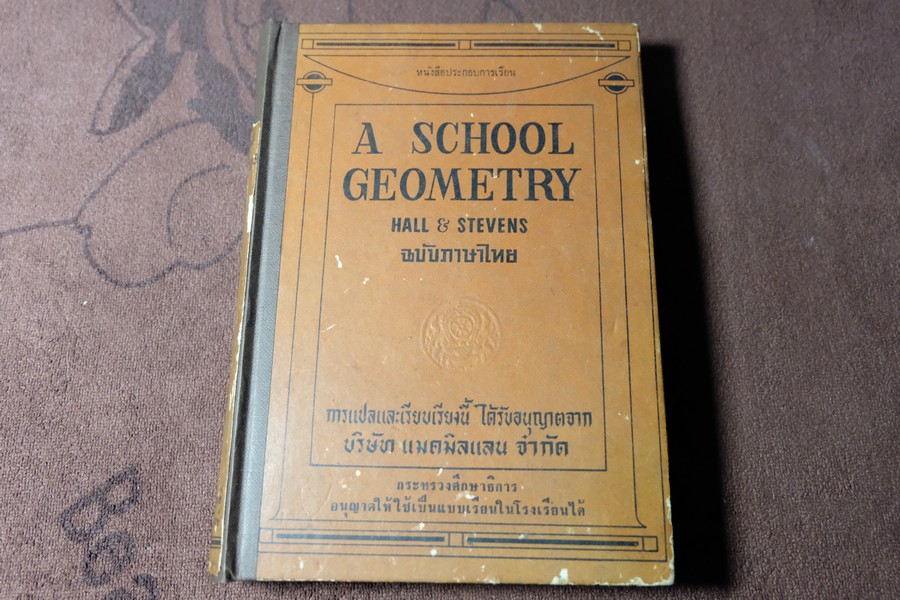 หนังสือประกอบการเรียน
A SCHOOL
GEOMETRY
HALL & STEVENS
ฉบับภาษาไทย
การแปลและเรียบเรียงนี้ ได้รับอนุญาตจาก
บริษัท แมคมิลแลน จำกัด
กระทรวงศึกษาธิการ
อนุญาตให้ใช้เป็นแบบเรียนในโรงเรียนได้